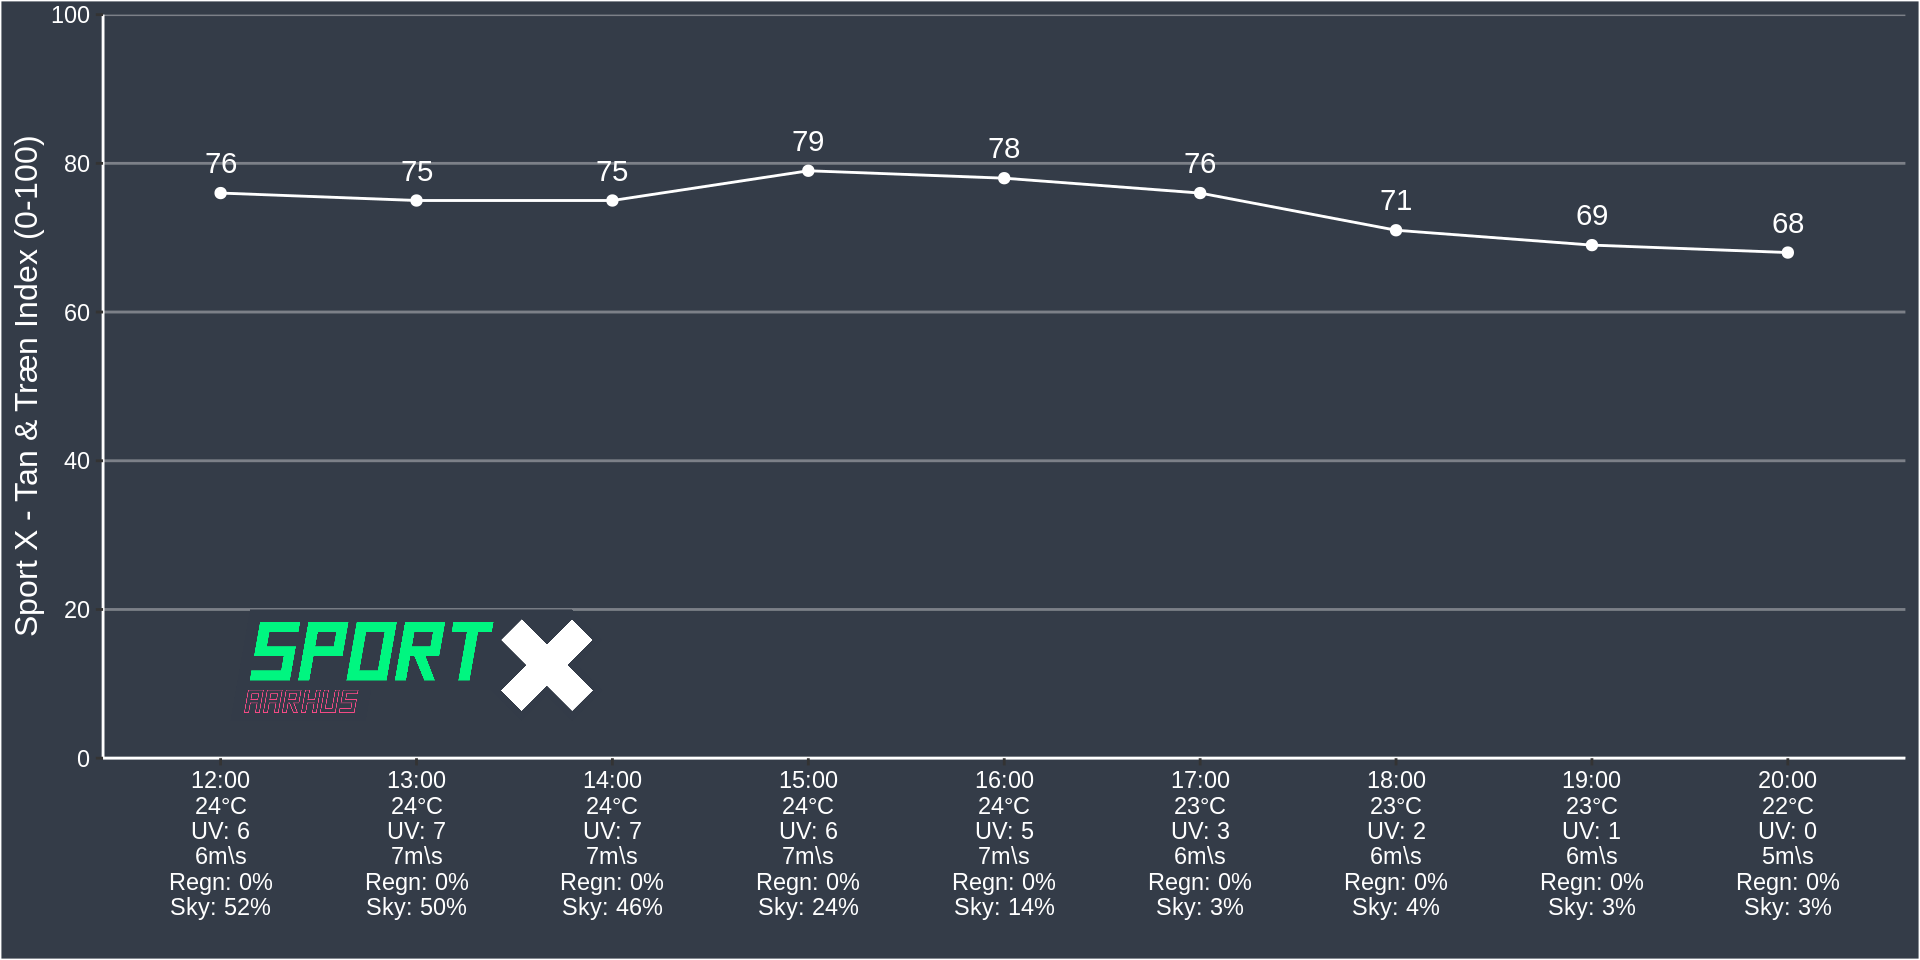 Sport X - Tan & Træn Index (0-100)
100
80
60
40
20
0
76
75
75
79
78
76
71
69
68
SPORT X
AARHUS
12:00
24°C
UV: 6
6m\s
Regn: 0%
Sky: 52%
13:00
24°C
UV: 7
7m\s
Regn: 0%
Sky: 50%
14:00
24°C
UV: 7
7m\s
Regn: 0%
Sky: 46%
15:00
24°C
UV: 6
7m\s
Regn: 0%
Sky: 24%
16:00
24°C
UV: 5
7m\s
Regn: 0%
Sky: 14%
17:00
23°C
UV: 3
6m\s
Regn: 0%
Sky: 3%
18:00
23°C
UV: 2
6m\s
Regn: 0%
Sky: 4%
19:00
23°C
UV: 1
6m\s
Regn: 0%
Sky: 3%
20:00
22°C
UV: 0
5m\s
Regn: 0%
Sky: 3%